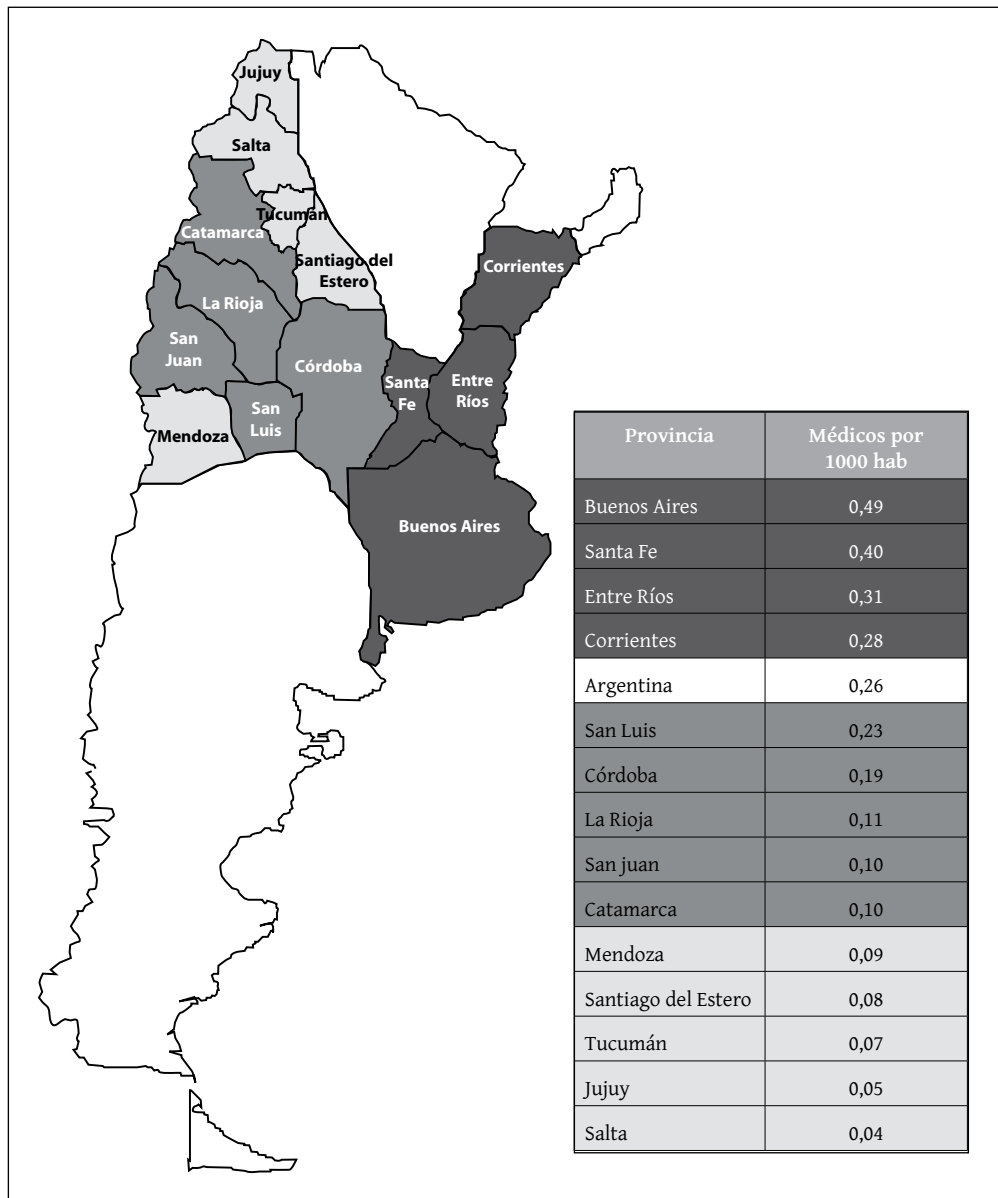 Jujuy
Salta
Tucumán
Catamarca
Santiago del
Estero
Corrientes
La Rioja
San
Juan
Córdoba
Santa
Fe
Entre
Ríos
San
Luis
Mendoza
Buenos Aires
Provincia Médicos por
1000 hab
Buenos Aires 0,49
Santa Fe 0,40
Entre Ríos 0,31
Corrientes 0,28
Argentina 0,26
San Luis 0,23
Córdoba 0,19
La Rioja 0,11
San juan 0,10
Catamarca 0,10
Mendoza 0,09
Santiago del Estero 0,08
Tucumán 0,07
Jujuy 0,05
Salta 0,04